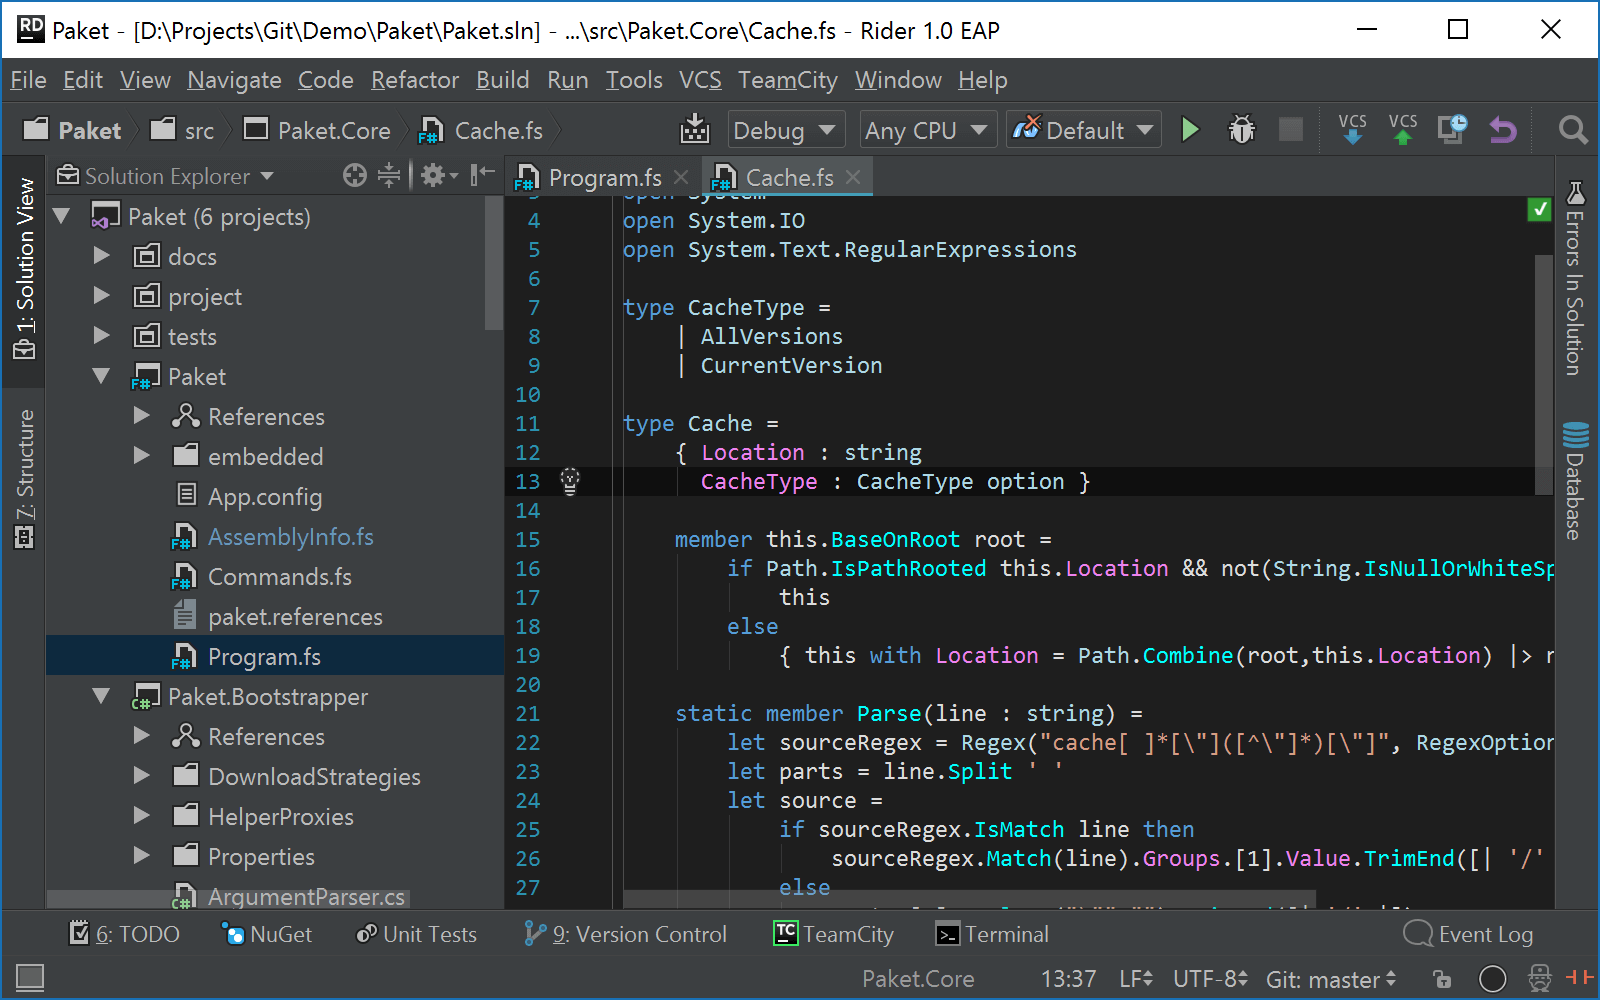 RD Paket - [D:\Projects\Git\Demo\Paket\Paket.sln] - ...\src\Paket.Core\Cache.fs - Rider 1.0 EAP
File Edit View Navigate Code Refactor Build Run Tools VCS TeamCity Window Help
Paket src Paket.Core F# Cache.fs Debug Any CPU Default VCS VCS
1: Solution View
7: Structure
Solution Explorer
Paket (6 projects)
docs
project
tests
F# Paket
References
embedded
App.config
F# AssemblyInfo.fs
F# Commands.fs
paket.references
F# Program.fs
C# Paket.Bootstrapper
References
DownloadStrategies
HelperProxies
Properties
C# ArgumentParser.cs
F# Program.fs F# Cache.fs
3 open System
4 open System.IO
5 open System.Text.RegularExpressions
6
7 type CacheType =
8 | AllVersions
9 | CurrentVersion
10
11 type Cache =
12 { Location : string
13 CacheType : CacheType option }
14
15 member this.BaseOnRoot root =
16 if Path.IsPathRooted this.Location && not(String.IsNullOrWhiteSp
17 this
18 else
19 { this with Location = Path.Combine(root,this.Location) |> n
20
21 static member Parse(line : string) =
22 let sourceRegex = Regex("cache[ ]*[\"]([^\"]*)[\"]", RegexOption
23 let parts = line.Split ' '
24 let source =
25 if sourceRegex.IsMatch line then
26 sourceRegex.Match(line).Groups.[1].Value.TrimEnd([| '/'
27 else
Errors In Solution
Database
6: TODO NuGet Unit Tests 9: Version Control TC TeamCity Terminal Event Log
Paket.Core 13:37 LF UTF-8 Git: master